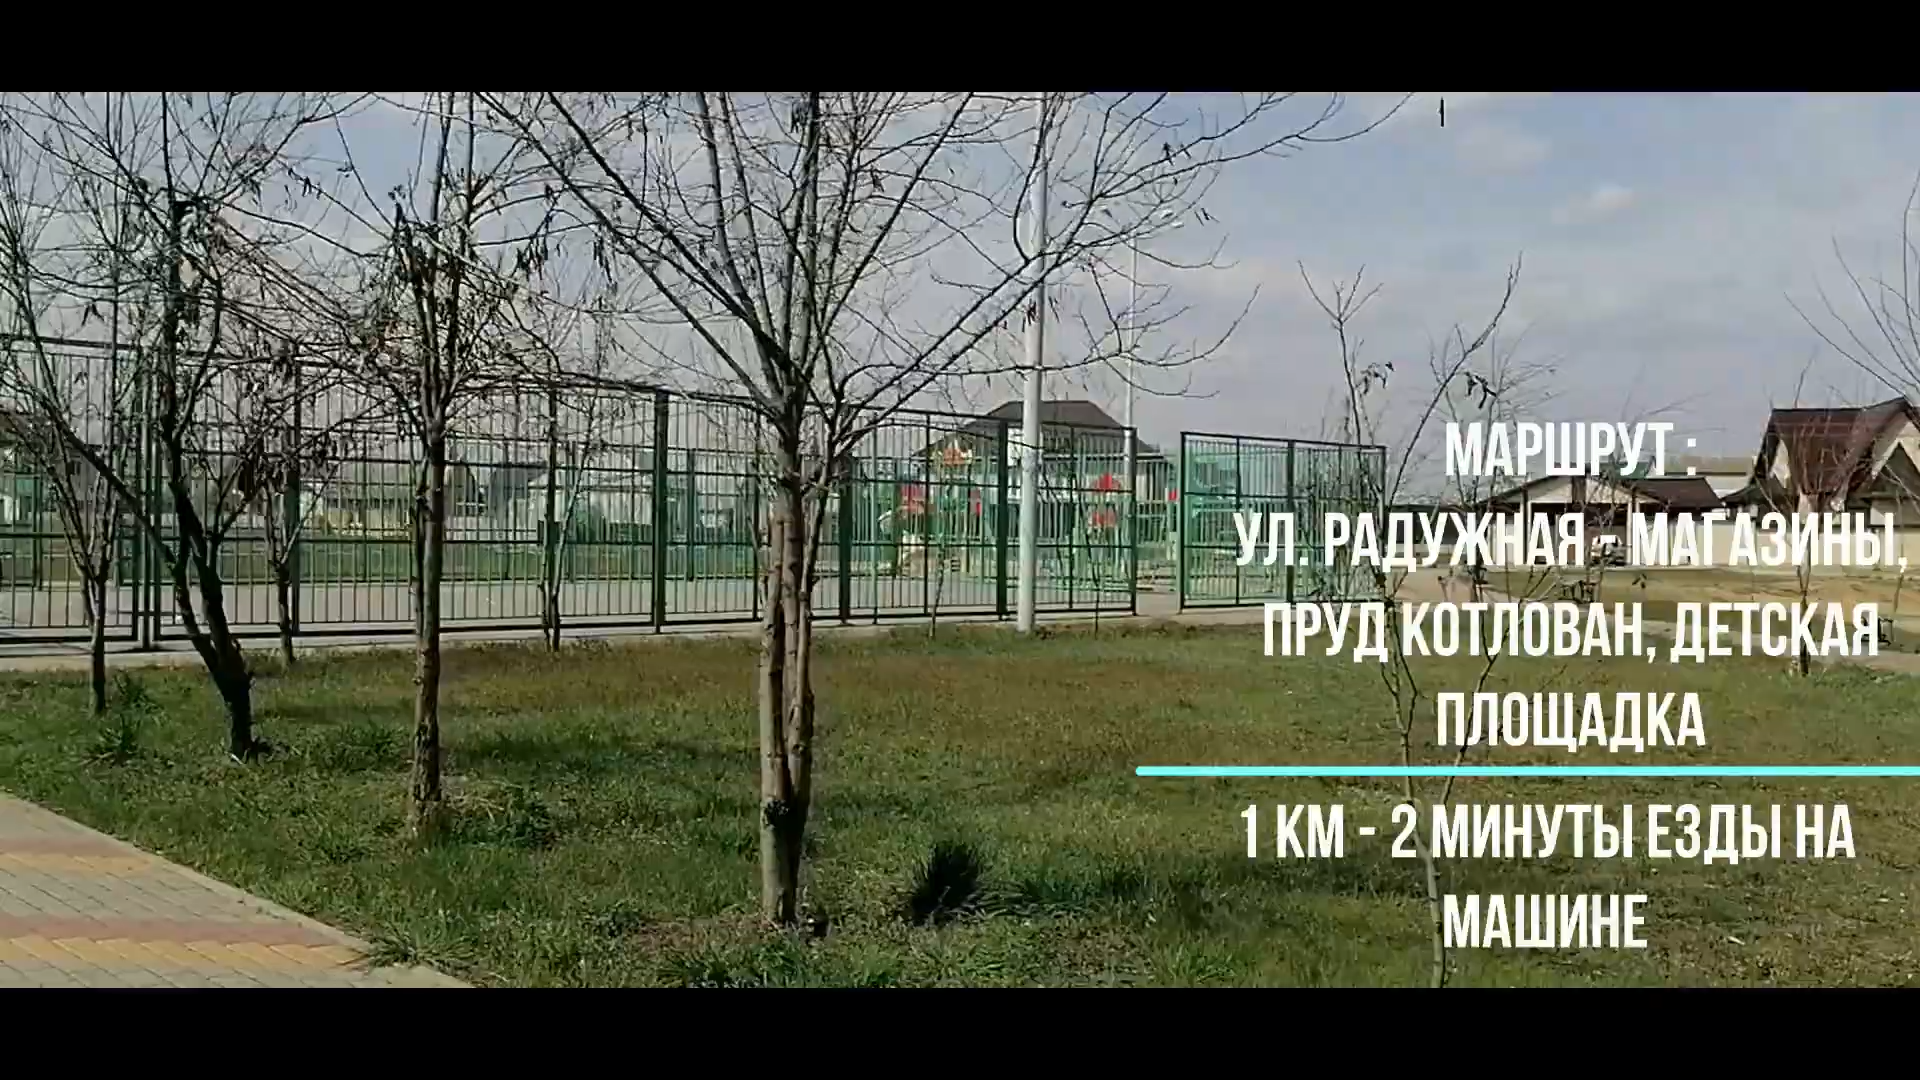 МАРШРУТ :
УЛ. РАДУЖНАЯ - МАГАЗИНЫ,
ПРУД КОТЛОВАН, ДЕТСКАЯ
ПЛОЩАДКА
1 КМ - 2 МИНУТЫ ЕЗДЫ НА
МАШИНЕ